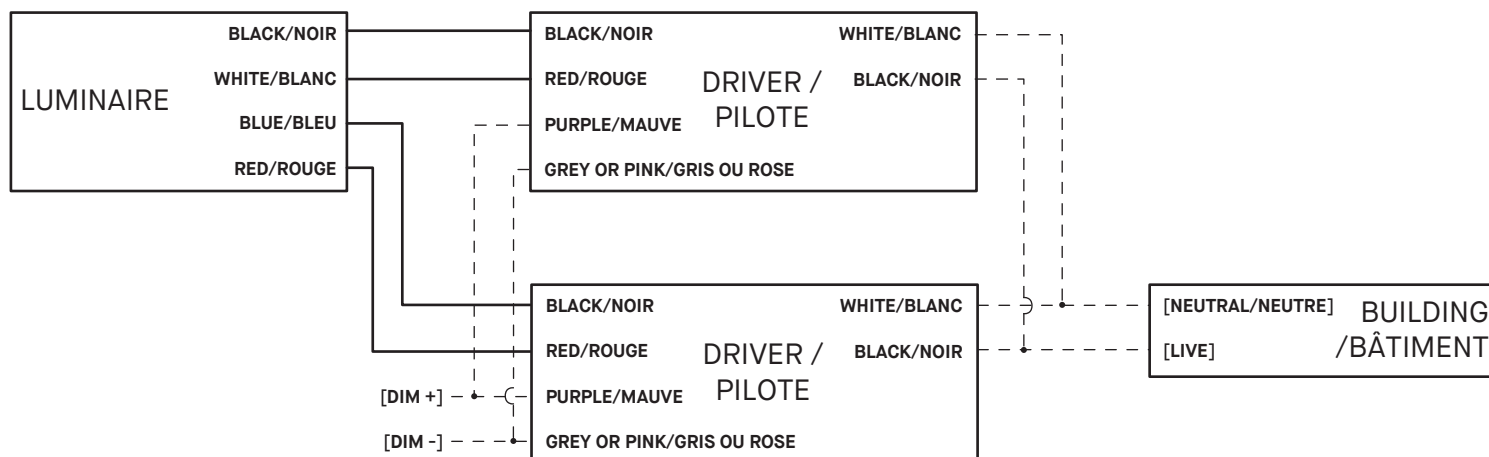 LUMINAIRE
BLACK/NOIR
WHITE/BLANC
BLUE/BLEU
RED/ROUGE
BLACK/NOIR
RED/ROUGE
PURPLE/MAUVE
GREY OR PINK/GRIS OU ROSE
DRIVER /
PILOTE
WHITE/BLANC
BLACK/NOIR
BLACK/NOIR
RED/ROUGE
PURPLE/MAUVE
GREY OR PINK/GRIS OU ROSE
DRIVER /
PILOTE
WHITE/BLANC
BLACK/NOIR
[DIM +]
[DIM -]
[NEUTRAL/NEUTRE]
[LIVE]
BUILDING
/BÂTIMENT